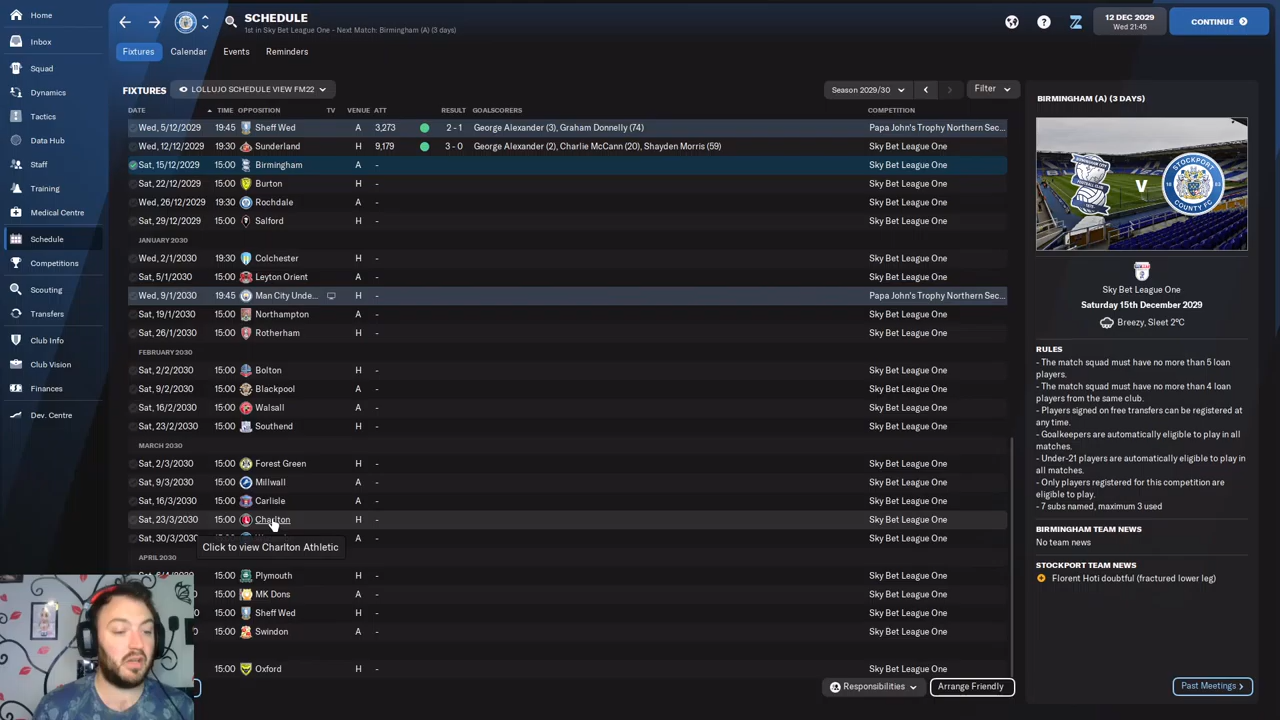 Home
SCHEDULE
1st in Sky Bet League One - Next Match: Birmingham (A) (3 days)
12 DEC 2029
Wed 21:45
CONTINUE
Inbox
Squad
Dynamics
Tactics
Data Hub
Staff
Training
Medical Centre
Schedule
Competitions
Scouting
Transfers
Club Info
Club Vision
Finances
Dev. Centre
Fixtures Calendar Events Reminders
FIXTURES LOLLUJO SCHEDULE VIEW FM22 Season 2029/30 Filter
DATE TIME OPPOSITION TV VENUE ATT RESULT GOALSCORERS COMPETITION
Wed, 5/12/2029 19:45 Sheff Wed A 3,273 2 - 1 George Alexander (3), Graham Donnelly (74) Papa John's Trophy Northern Sec...
Wed, 12/12/2029 19:30 Sunderland H 9,179 3 - 0 George Alexander (2), Charlie McCann (20), Shayden Morris (59) Sky Bet League One
Sat, 15/12/2029 15:00 Birmingham A - Sky Bet League One
Sat, 22/12/2029 15:00 Burton H - Sky Bet League One
Wed, 26/12/2029 19:30 Rochdale A - Sky Bet League One
Sat, 29/12/2029 15:00 Salford H - Sky Bet League One
JANUARY 2030
Wed, 2/1/2030 19:30 Colchester H - Sky Bet League One
Sat, 5/1/2030 15:00 Leyton Orient A - Sky Bet League One
Wed, 9/1/2030 19:45 Man City Unde... H - Papa John's Trophy Northern Sec...
Sat, 19/1/2030 15:00 Northampton A - Sky Bet League One
Sat, 26/1/2030 15:00 Rotherham H - Sky Bet League One
FEBRUARY 2030
Sat, 2/2/2030 15:00 Bolton H - Sky Bet League One
Sat, 9/2/2030 15:00 Blackpool A - Sky Bet League One
Sat, 16/2/2030 15:00 Walsall A - Sky Bet League One
Sat, 23/2/2030 15:00 Southend H - Sky Bet League One
MARCH 2030
Sat, 2/3/2030 15:00 Forest Green H - Sky Bet League One
Sat, 9/3/2030 15:00 Millwall A - Sky Bet League One
Sat, 16/3/2030 15:00 Carlisle A - Sky Bet League One
Sat, 23/3/2030 15:00 Charlton H - Sky Bet League One
Sat, 30/3/2030 A - Sky Bet League One
Click to view Charlton Athletic
APRIL 2030
15:00 Plymouth H - Sky Bet League One
15:00 MK Dons A - Sky Bet League One
15:00 Sheff Wed H - Sky Bet League One
15:00 Swindon A - Sky Bet League One
15:00 Oxford H - Sky Bet League One
Responsibilities Arrange Friendly
BIRMINGHAM (A) (3 DAYS)
V
Sky Bet League One
Saturday 15th December 2029
Breezy, Sleet 2ºC
RULES
- The match squad must have no more than 5 loan
players.
- The match squad must have no more than 4 loan
players from the same club.
- Players signed on free transfers can be registered at
any time.
- Goalkeepers are automatically eligible to play in all
matches.
- Under-21 players are automatically eligible to play in
all matches.
- Only players registered for this competition are
eligible to play.
- 7 subs named, maximum 3 used
BIRMINGHAM TEAM NEWS
No team news
STOCKPORT TEAM NEWS
Florent Hoti doubtful (fractured lower leg)
Past Meetings